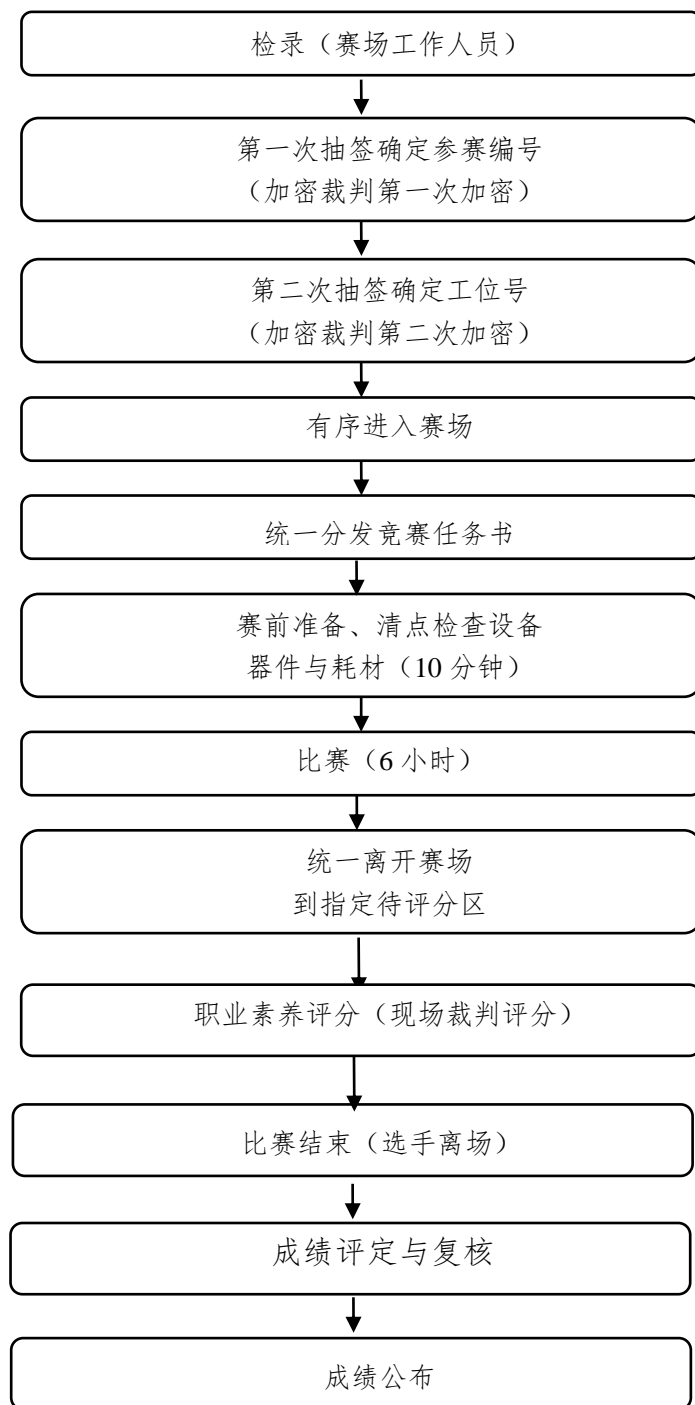 检录（赛场工作人员）
第一次抽签确定参赛编号
（加密裁判第一次加密）
第二次抽签确定工位号
（加密裁判第二次加密）
有序进入赛场
统一分发竞赛任务书
赛前准备、清点检查设备
器件与耗材（10 分钟）
比赛（6 小时）
统一离开赛场
到指定待评分区
职业素养评分（现场裁判评分）
比赛结束（选手离场）
成绩评定与复核
成绩公布